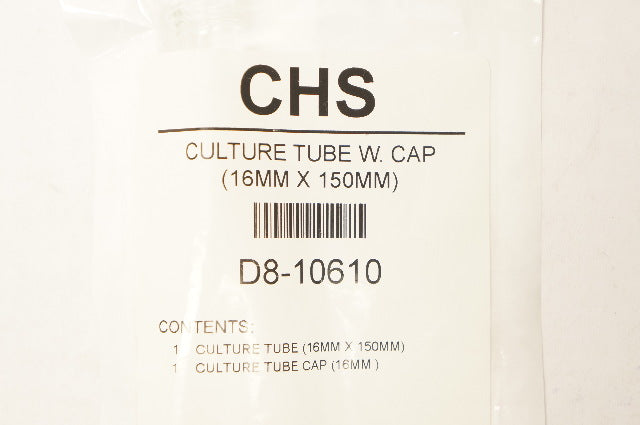 CHS
CULTURE TUBE W. CAP
(16MM X 150MM)
D8-10610
CONTENTS:
1 CULTURE TUBE (16MM X 150MM)
1 CULTURE TUBE CAP (16MM )